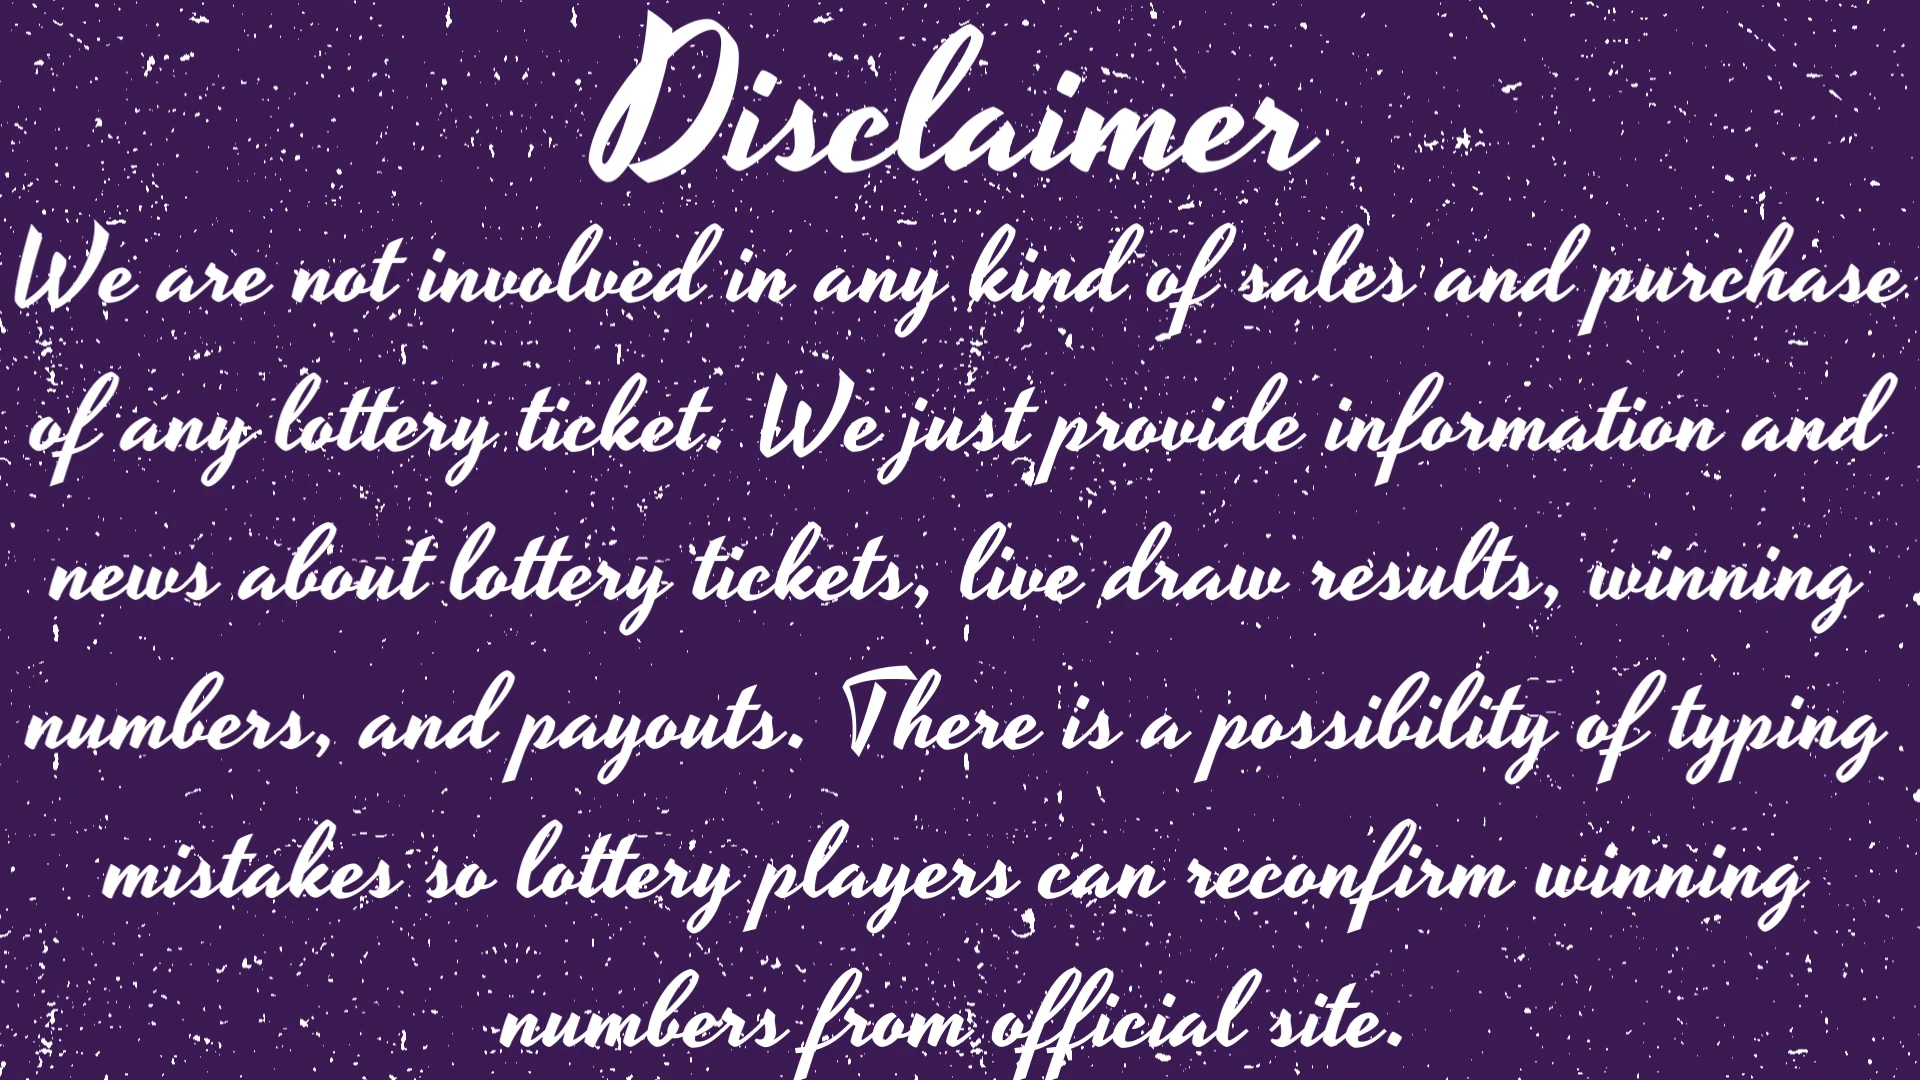 Disclaimer
We are not involved in any kind of sales and purchase
of any lottery ticket. We just provide information and
news about lottery tickets, live draw results, winning
numbers, and payouts. There is a possibility of typing
mistakes so lottery players can reconfirm winning
numbers from official site.